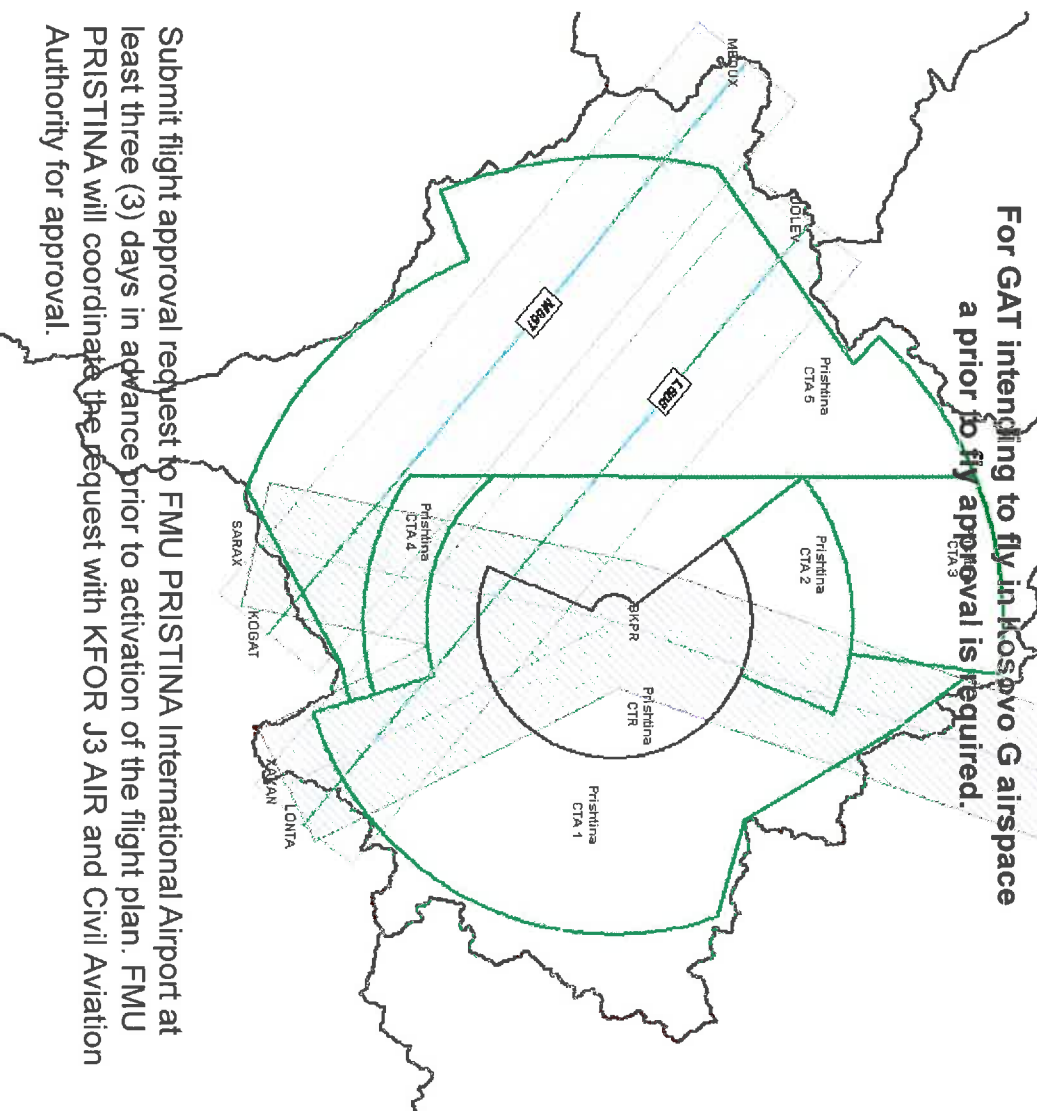 For GAT intending to fly in Kosovo G airspace
a prior to fly approval is required.
MEDUX
DOLEV
M867
L608
Prishtina
CTA 5
CTA 3
Prishtina
CTA 2
Prishtina
CTA 4
BKPR
Prishtina
CTR
Prishtina
CTA 1
SARAX
KOGAT
XAXAN
LONTA
Submit flight approval request to FMU PRISTINA International Airport at
least three (3) days in advance prior to activation of the flight plan. FMU
PRISTINA will coordinate the request with KFOR J3 AIR and Civil Aviation
Authority for approval.